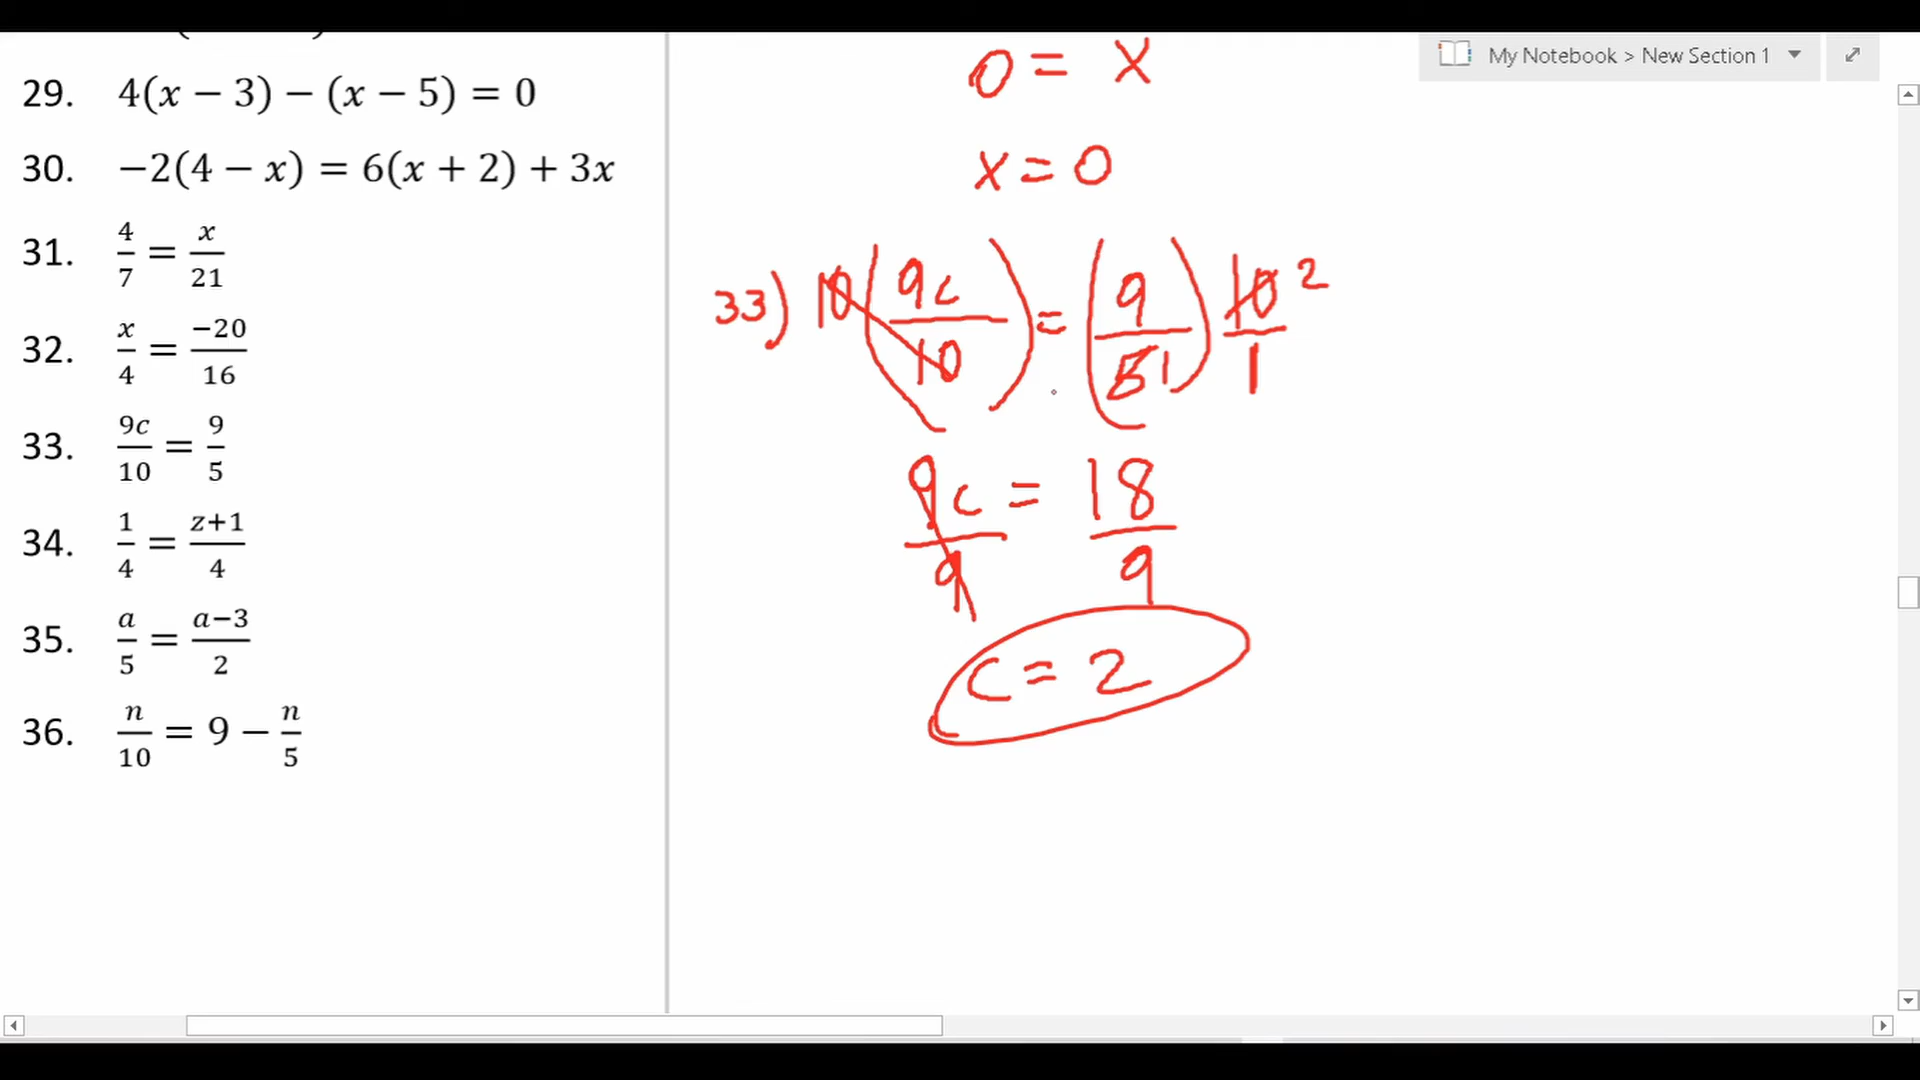 My Notebook > New Section 1
29. 4(x − 3) − (x − 5) = 0
30. −2(4 − x) = 6(x + 2) + 3x
31. 4/7 = x/21
32. x/4 = −20/16
33. 9c/10 = 9/5
34. 1/4 = z+1/4
35. a/5 = a−3/2
36. n/10 = 9 − n/5
0 = x
x = 0
33) 10(9c/10) = (9/5 1) 10 2/1
9c/9 = 18/9
c = 2